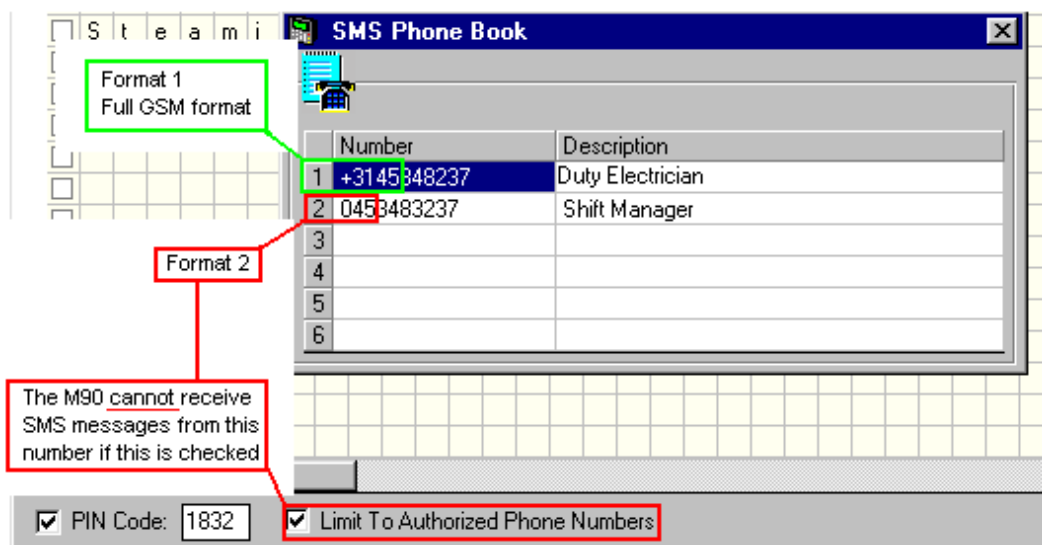 S t e a m i
SMS Phone Book
Format 1
Full GSM format
Number Description
1 +3145348237 Duty Electrician
2 0453483237 Shift Manager
3
4
5
6
Format 2
The M90 cannot receive
SMS messages from this
number if this is checked
PIN Code: 1832 Limit To Authorized Phone Numbers